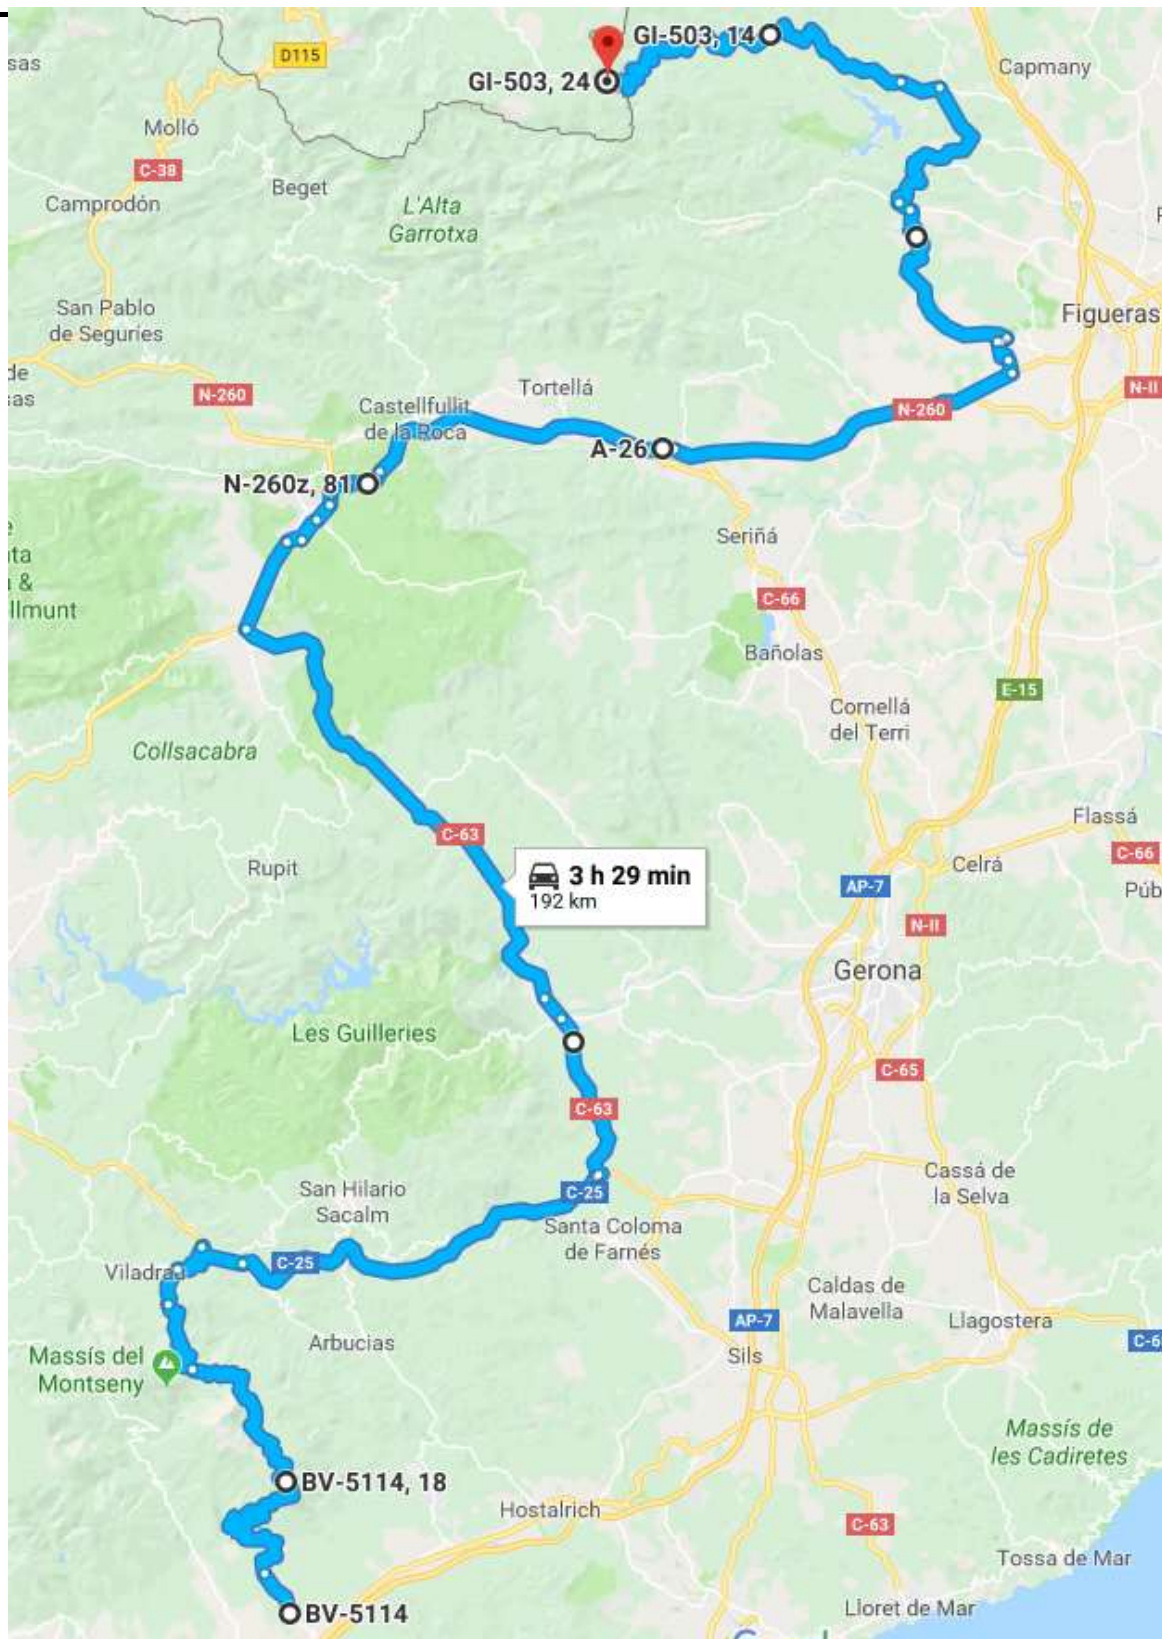 GI-503, 14
D115
sas
Capmany
GI-503, 24
Molló
C-38
Beget
Camprodón
L'Alta
Garrotxa
San Pablo
de Seguríes
Figueras
de
sas
N-260
Tortellá
N-II
Castellfullit
de la Roca
N-260
A-26
N-260z, 81
Seriñá
ta
&
llmunt
C-66
Bañolas
E-15
Cornellá
del Terri
Collsacabra
Flassá
C-63
Rupit
3 h 29 min
192 km
Celrá
C-66
AP-7
Púb
N-II
Gerona
Les Guilleries
C-65
C-63
Cassá de
la Selva
San Hilario
Sacalm
C-25
Santa Coloma
de Farnés
Viladrau
C-25
Caldas de
Malavella
Llagostera
AP-7
C-6
Arbucias
Sils
Massís del
Montseny
Massís de
les Cadiretes
BV-5114, 18
Hostalrich
C-63
Tossa de Mar
BV-5114
Lloret de Mar